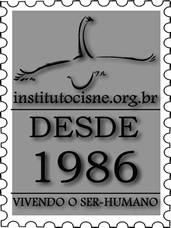 institutocisne.org.br
DESDE
1986
VIVENDO O SER-HUMANO